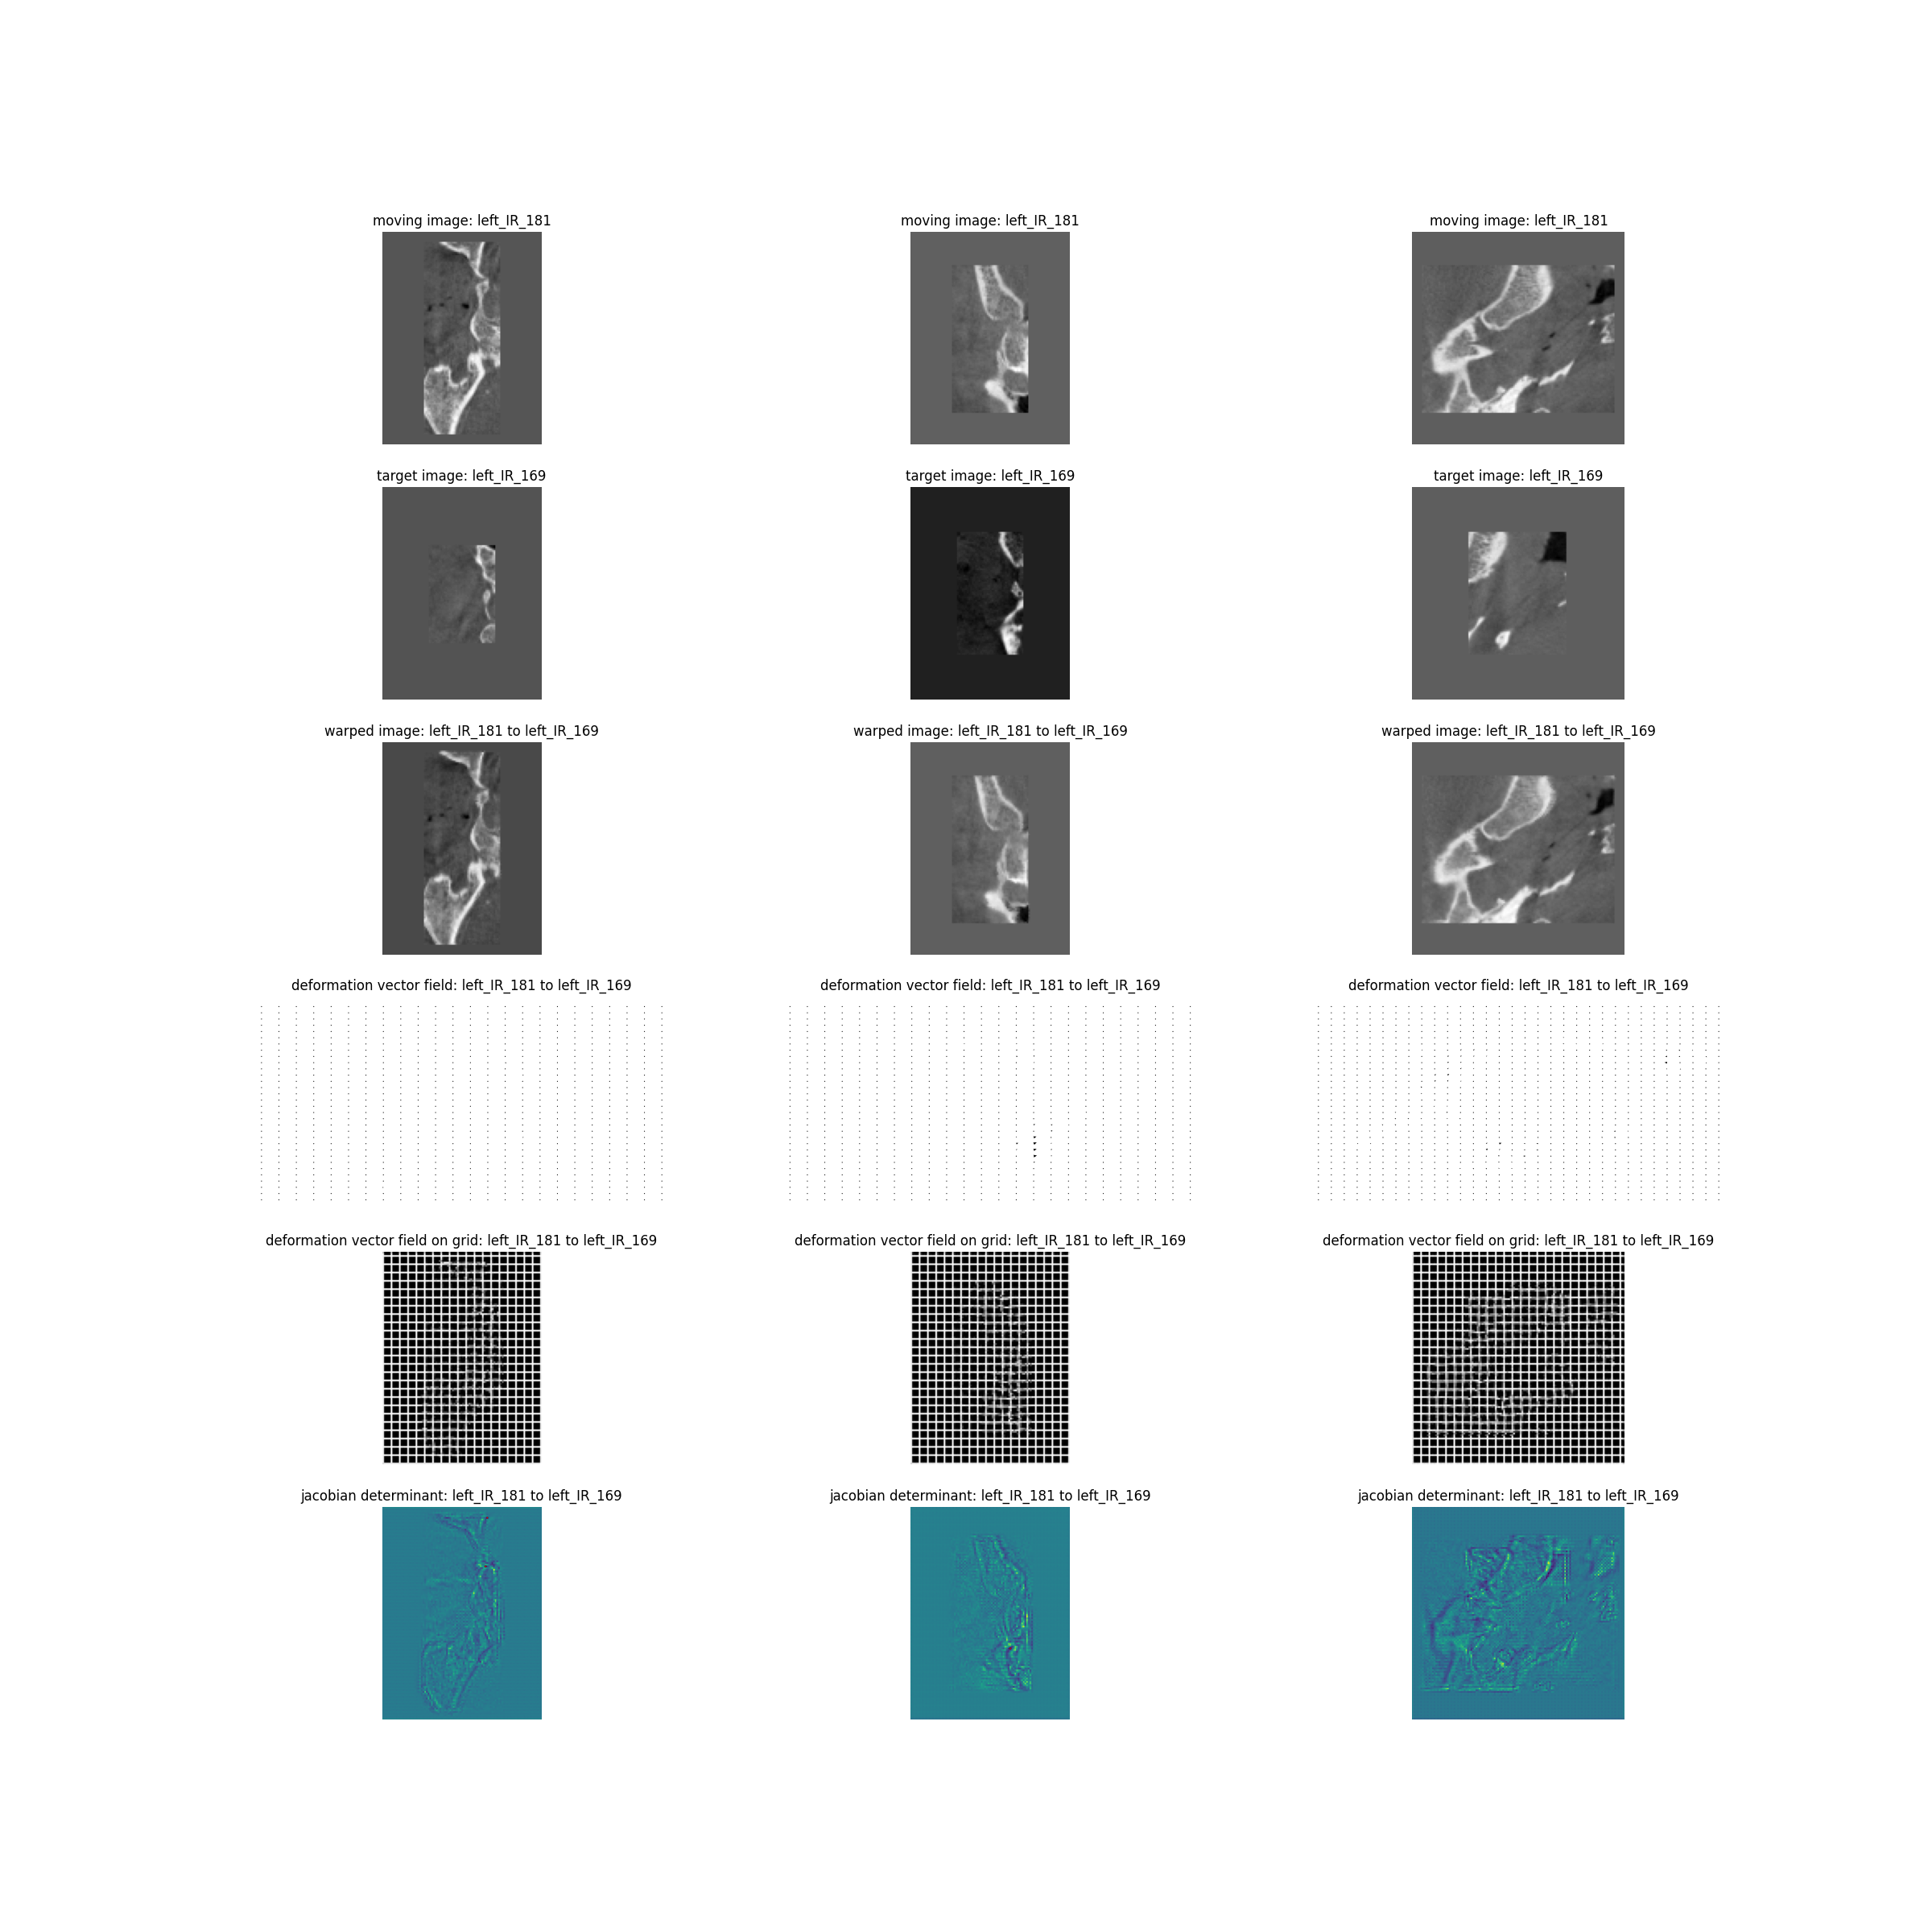 moving image: left_IR_181
moving image: left_IR_181
moving image: left_IR_181
target image: left_IR_169
target image: left_IR_169
target image: left_IR_169
warped image: left_IR_181 to left_IR_169
warped image: left_IR_181 to left_IR_169
warped image: left_IR_181 to left_IR_169
deformation vector field: left_IR_181 to left_IR_169
deformation vector field: left_IR_181 to left_IR_169
deformation vector field: left_IR_181 to left_IR_169
deformation vector field on grid: left_IR_181 to left_IR_169
deformation vector field on grid: left_IR_181 to left_IR_169
deformation vector field on grid: left_IR_181 to left_IR_169
jacobian determinant: left_IR_181 to left_IR_169
jacobian determinant: left_IR_181 to left_IR_169
jacobian determinant: left_IR_181 to left_IR_169